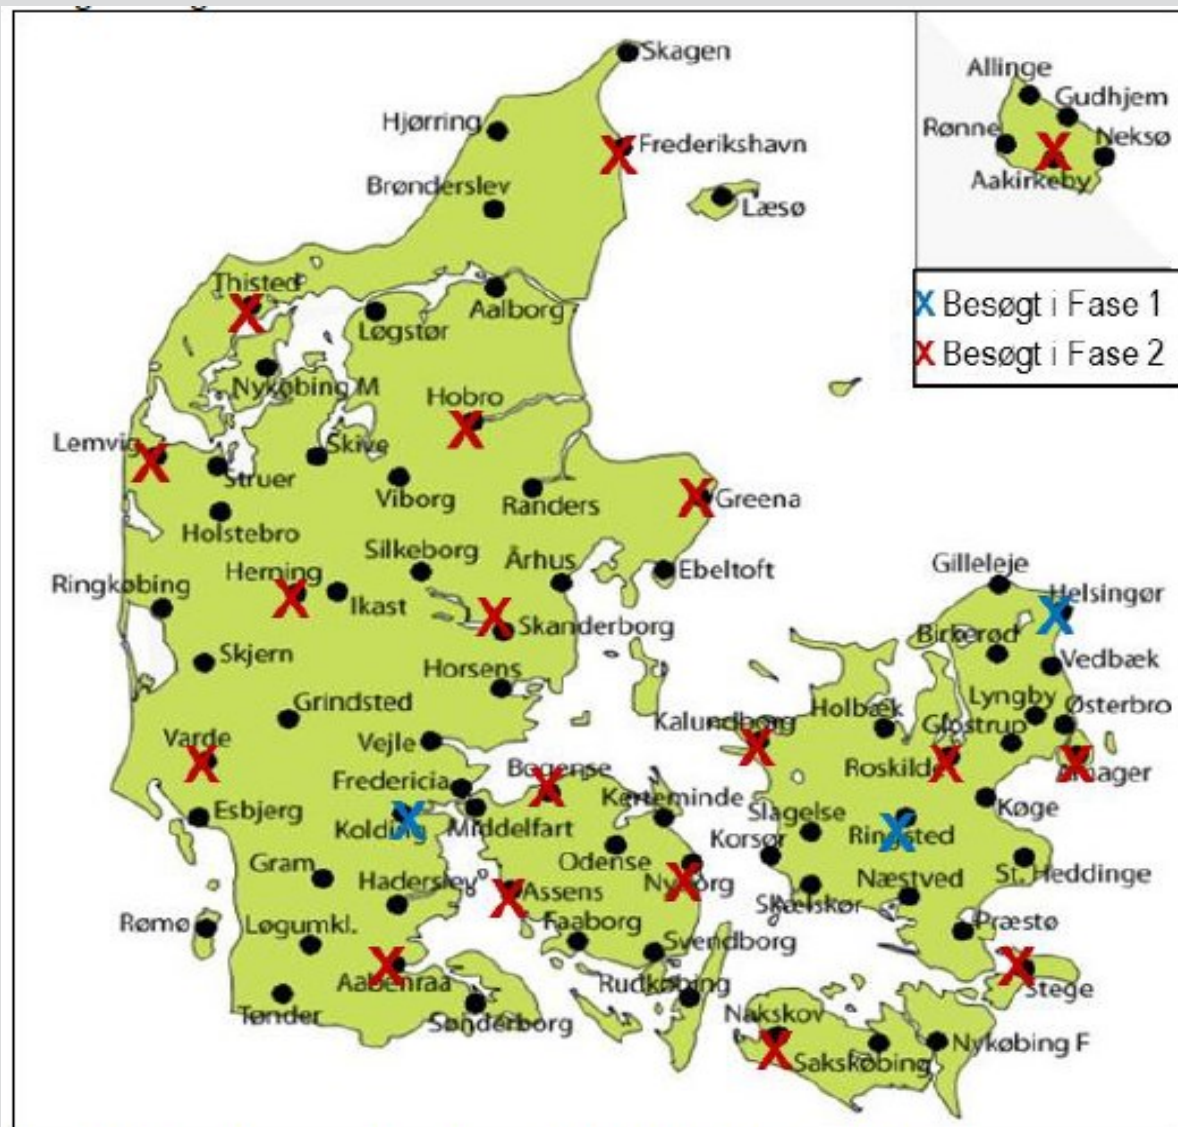 Skagen
Allinge
Gudhjem
Hjørring
Rønne
Neksø
Frederikshavn
Brønderslev
Aakirkeby
Læsø
Thisted
Aalborg
X Besøgt i Fase 1
Løgstør
X Besøgt i Fase 2
Nykøbing M
Hobro
Lemvig
Skive
Struer
Viborg
Randers
Greena
Holstebro
Silkeborg
Århus
Herning
Ebeltoft
Gilleleje
Ringkøbing
Ikast
Helsingør
Skanderborg
Birkerød
Skjern
Vedbæk
Horsens
Grindsted
Lyngby
Østerbro
Kalundborg
Holbæk
Glostrup
Varde
Vejle
Bogense
Roskilde
Amager
Fredericia
Kerteminde
Køge
Esbjerg
Slagelse
Kolding
Middelfart
Korsør
Ringsted
Odense
Gram
St. Heddinge
Haderslev
Assens
Nyborg
Næstved
Skælskør
Rømø
Løgumkl.
Faaborg
Præstø
Svendborg
Aabenraa
Rudkøbing
Stege
Tønder
Sønderborg
Nakskov
Sakskøbing
Nykøbing F